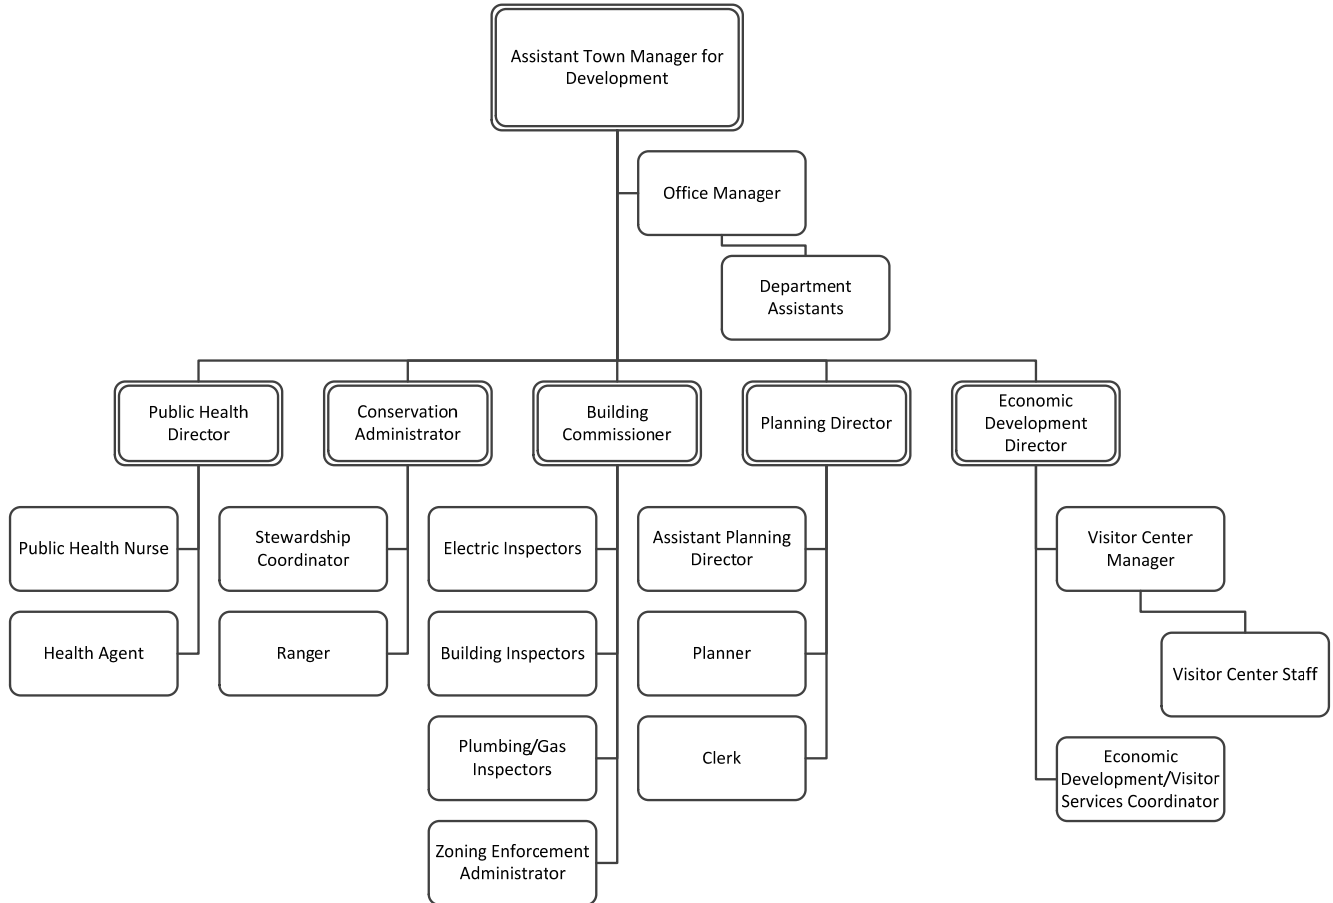 Assistant Town Manager for
Development
Office Manager
Department
Assistants
Public Health
Director
Conservation
Administrator
Building
Commissioner
Planning Director
Economic
Development
Director
Public Health Nurse
Stewardship
Coordinator
Electric Inspectors
Assistant Planning
Director
Visitor Center
Manager
Health Agent
Ranger
Building Inspectors
Planner
Visitor Center Staff
Plumbing/Gas
Inspectors
Clerk
Economic
Development/Visitor
Services Coordinator
Zoning Enforcement
Administrator